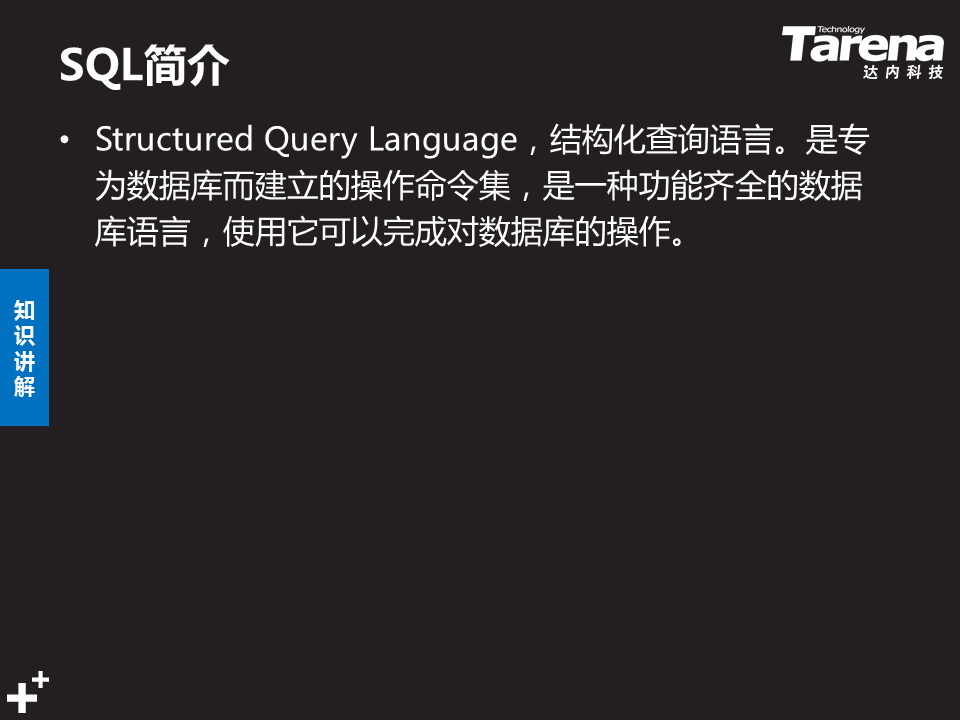 SQL简介
Technology
Tarena
达内科技
• Structured Query Language，结构化查询语言。是专
为数据库而建立的操作命令集，是一种功能齐全的数据
库语言，使用它可以完成对数据库的操作。
知
识
讲
解